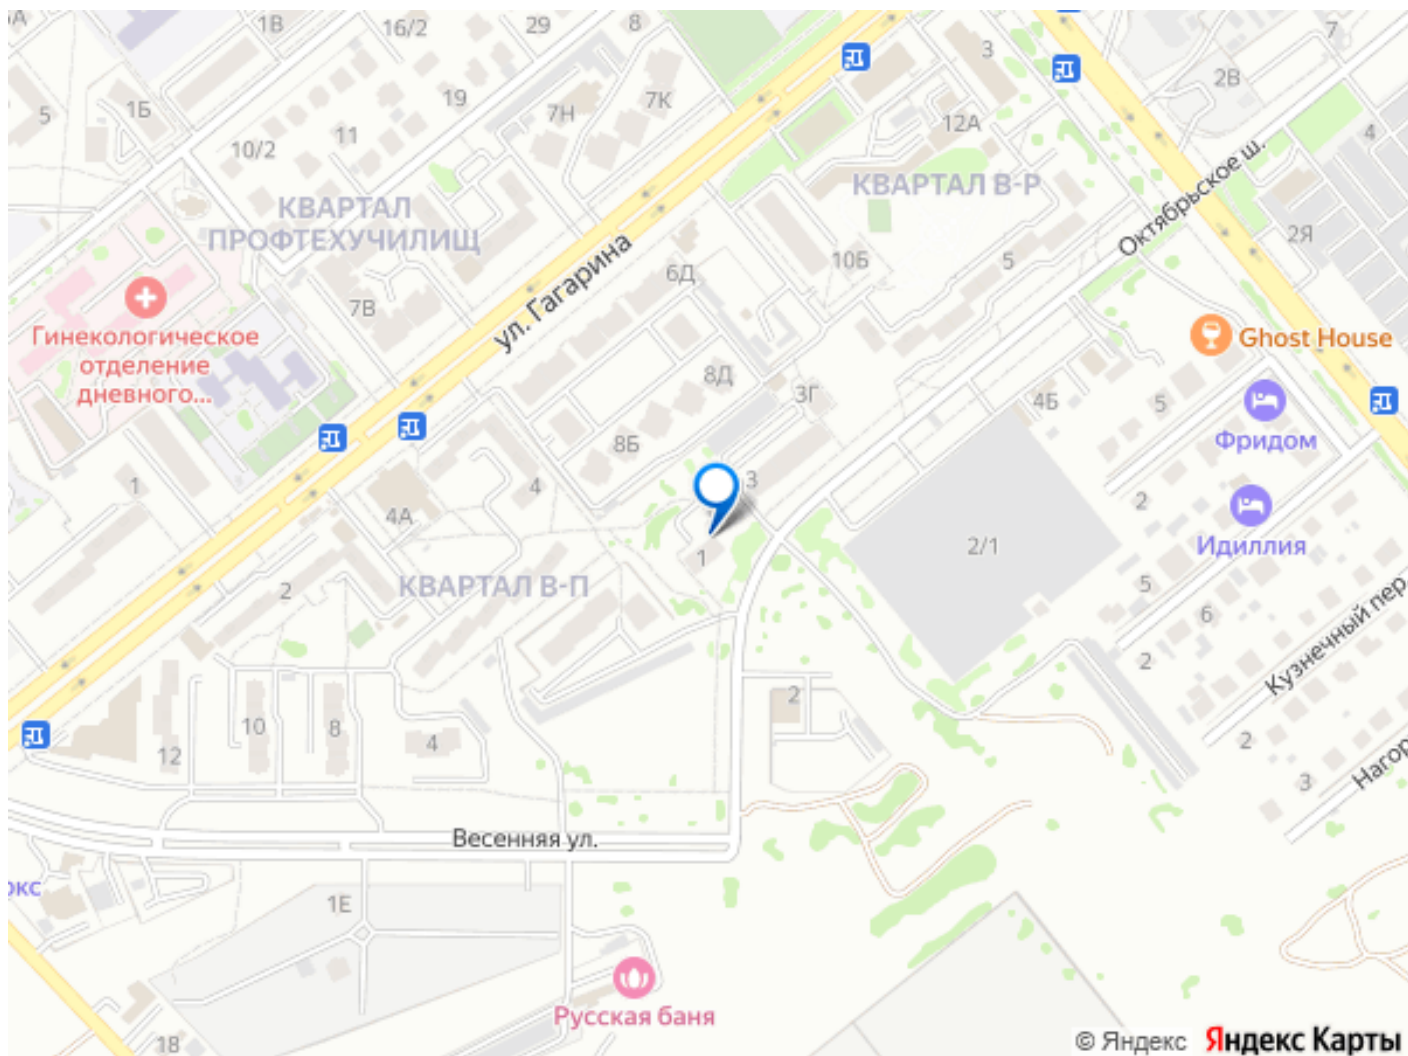 1В
16/2
29
8
3
7
2В
5
1Б
19
7Н
7К
12А
4
11
10/2
КВАРТАЛ
ПРОФТЕХУЧИЛИЩ
КВАРТАЛ В-Р
Октябрьское ш.
2Я
ул. Гагарина
6Д
10Б
5
7В
Гинекологическое
отделение
дневного...
Ghost House
8Д
3Г
4Б
5
Фридом
8Б
1
4
3
4А
2
Идиллия
1
2/1
КВАРТАЛ В-П
2
5
6
Кузнечный пер.
2
2
10
8
4
12
2
3
Весенняя ул.
1Е
Русская баня
1В
© Яндекс Яндекс Карты